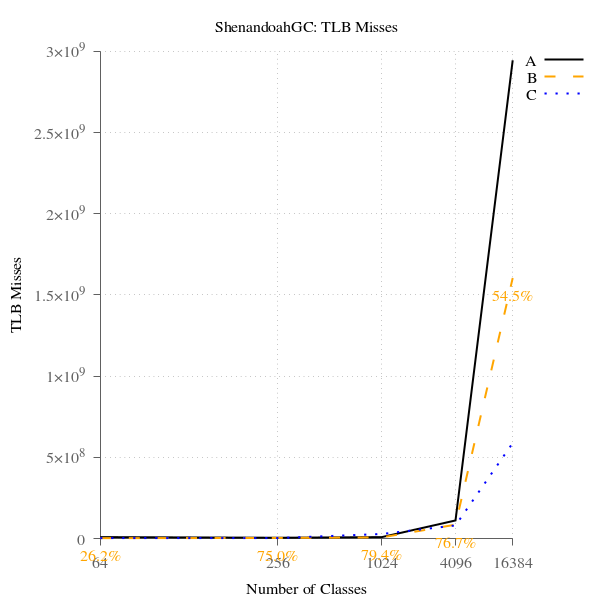 ShenandoahGC: TLB Misses
3×10⁹
2.5×10⁹
2×10⁹
1.5×10⁹
1×10⁹
5×10⁸
0
TLB Misses
A
B
C
54.5%
26.2%
75.0%
79.4%
76.7%
64
256
1024
4096
16384
Number of Classes